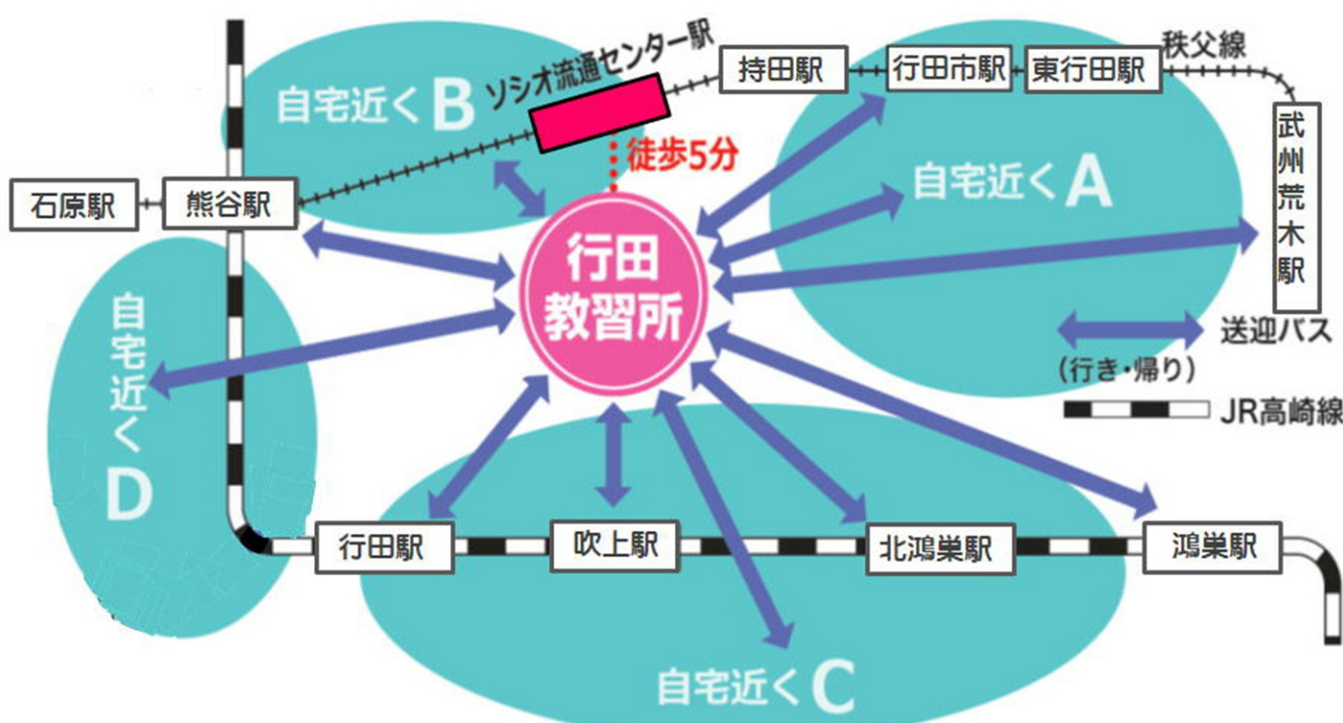 ソシオ流通センター駅
秩父線
持田駅
行田市駅
東行田駅
武州荒木駅
自宅近くB
徒歩5分
自宅近くA
石原駅
熊谷駅
行田
教習所
自宅近くD
送迎バス
(行き・帰り)
JR高崎線
行田駅
吹上駅
北鴻巣駅
鴻巣駅
自宅近くC